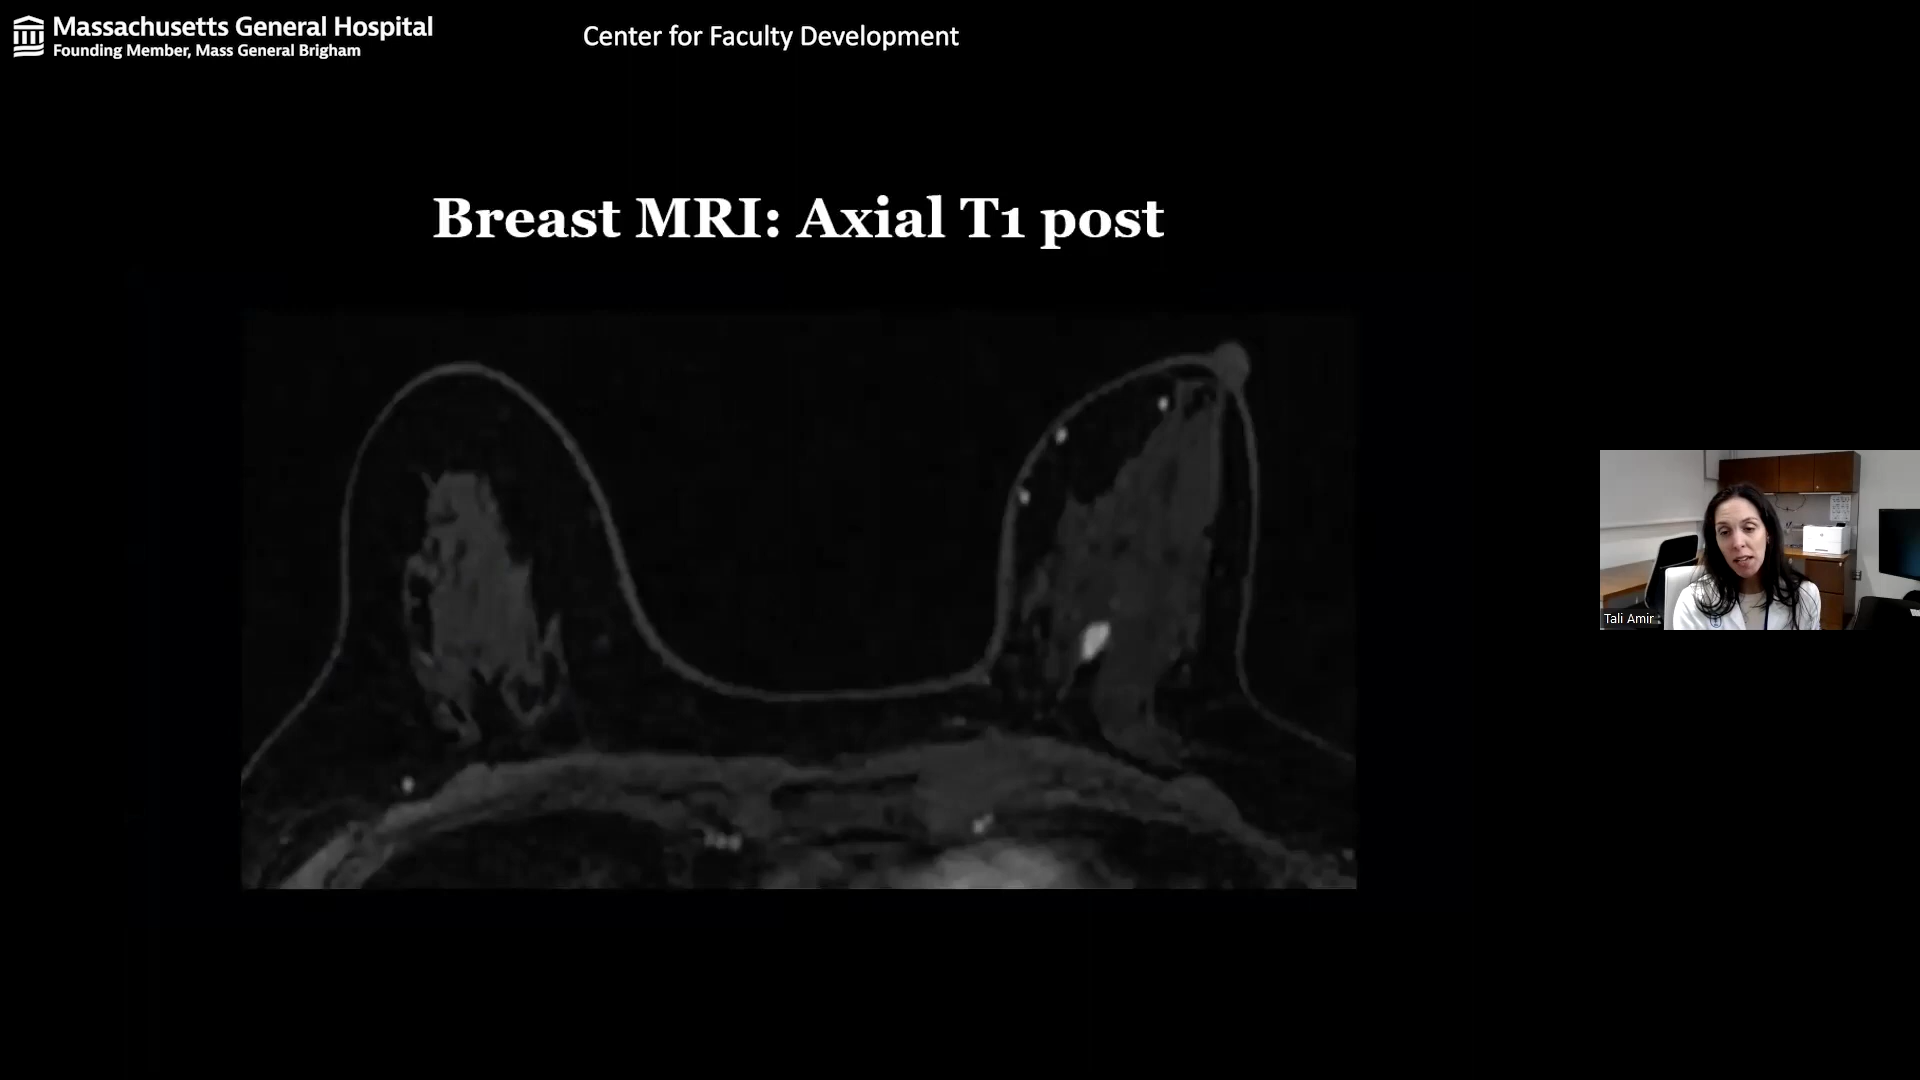 Massachusetts General Hospital
Founding Member, Mass General Brigham
Center for Faculty Development
Breast MRI: Axial T1 post
Tali Amir